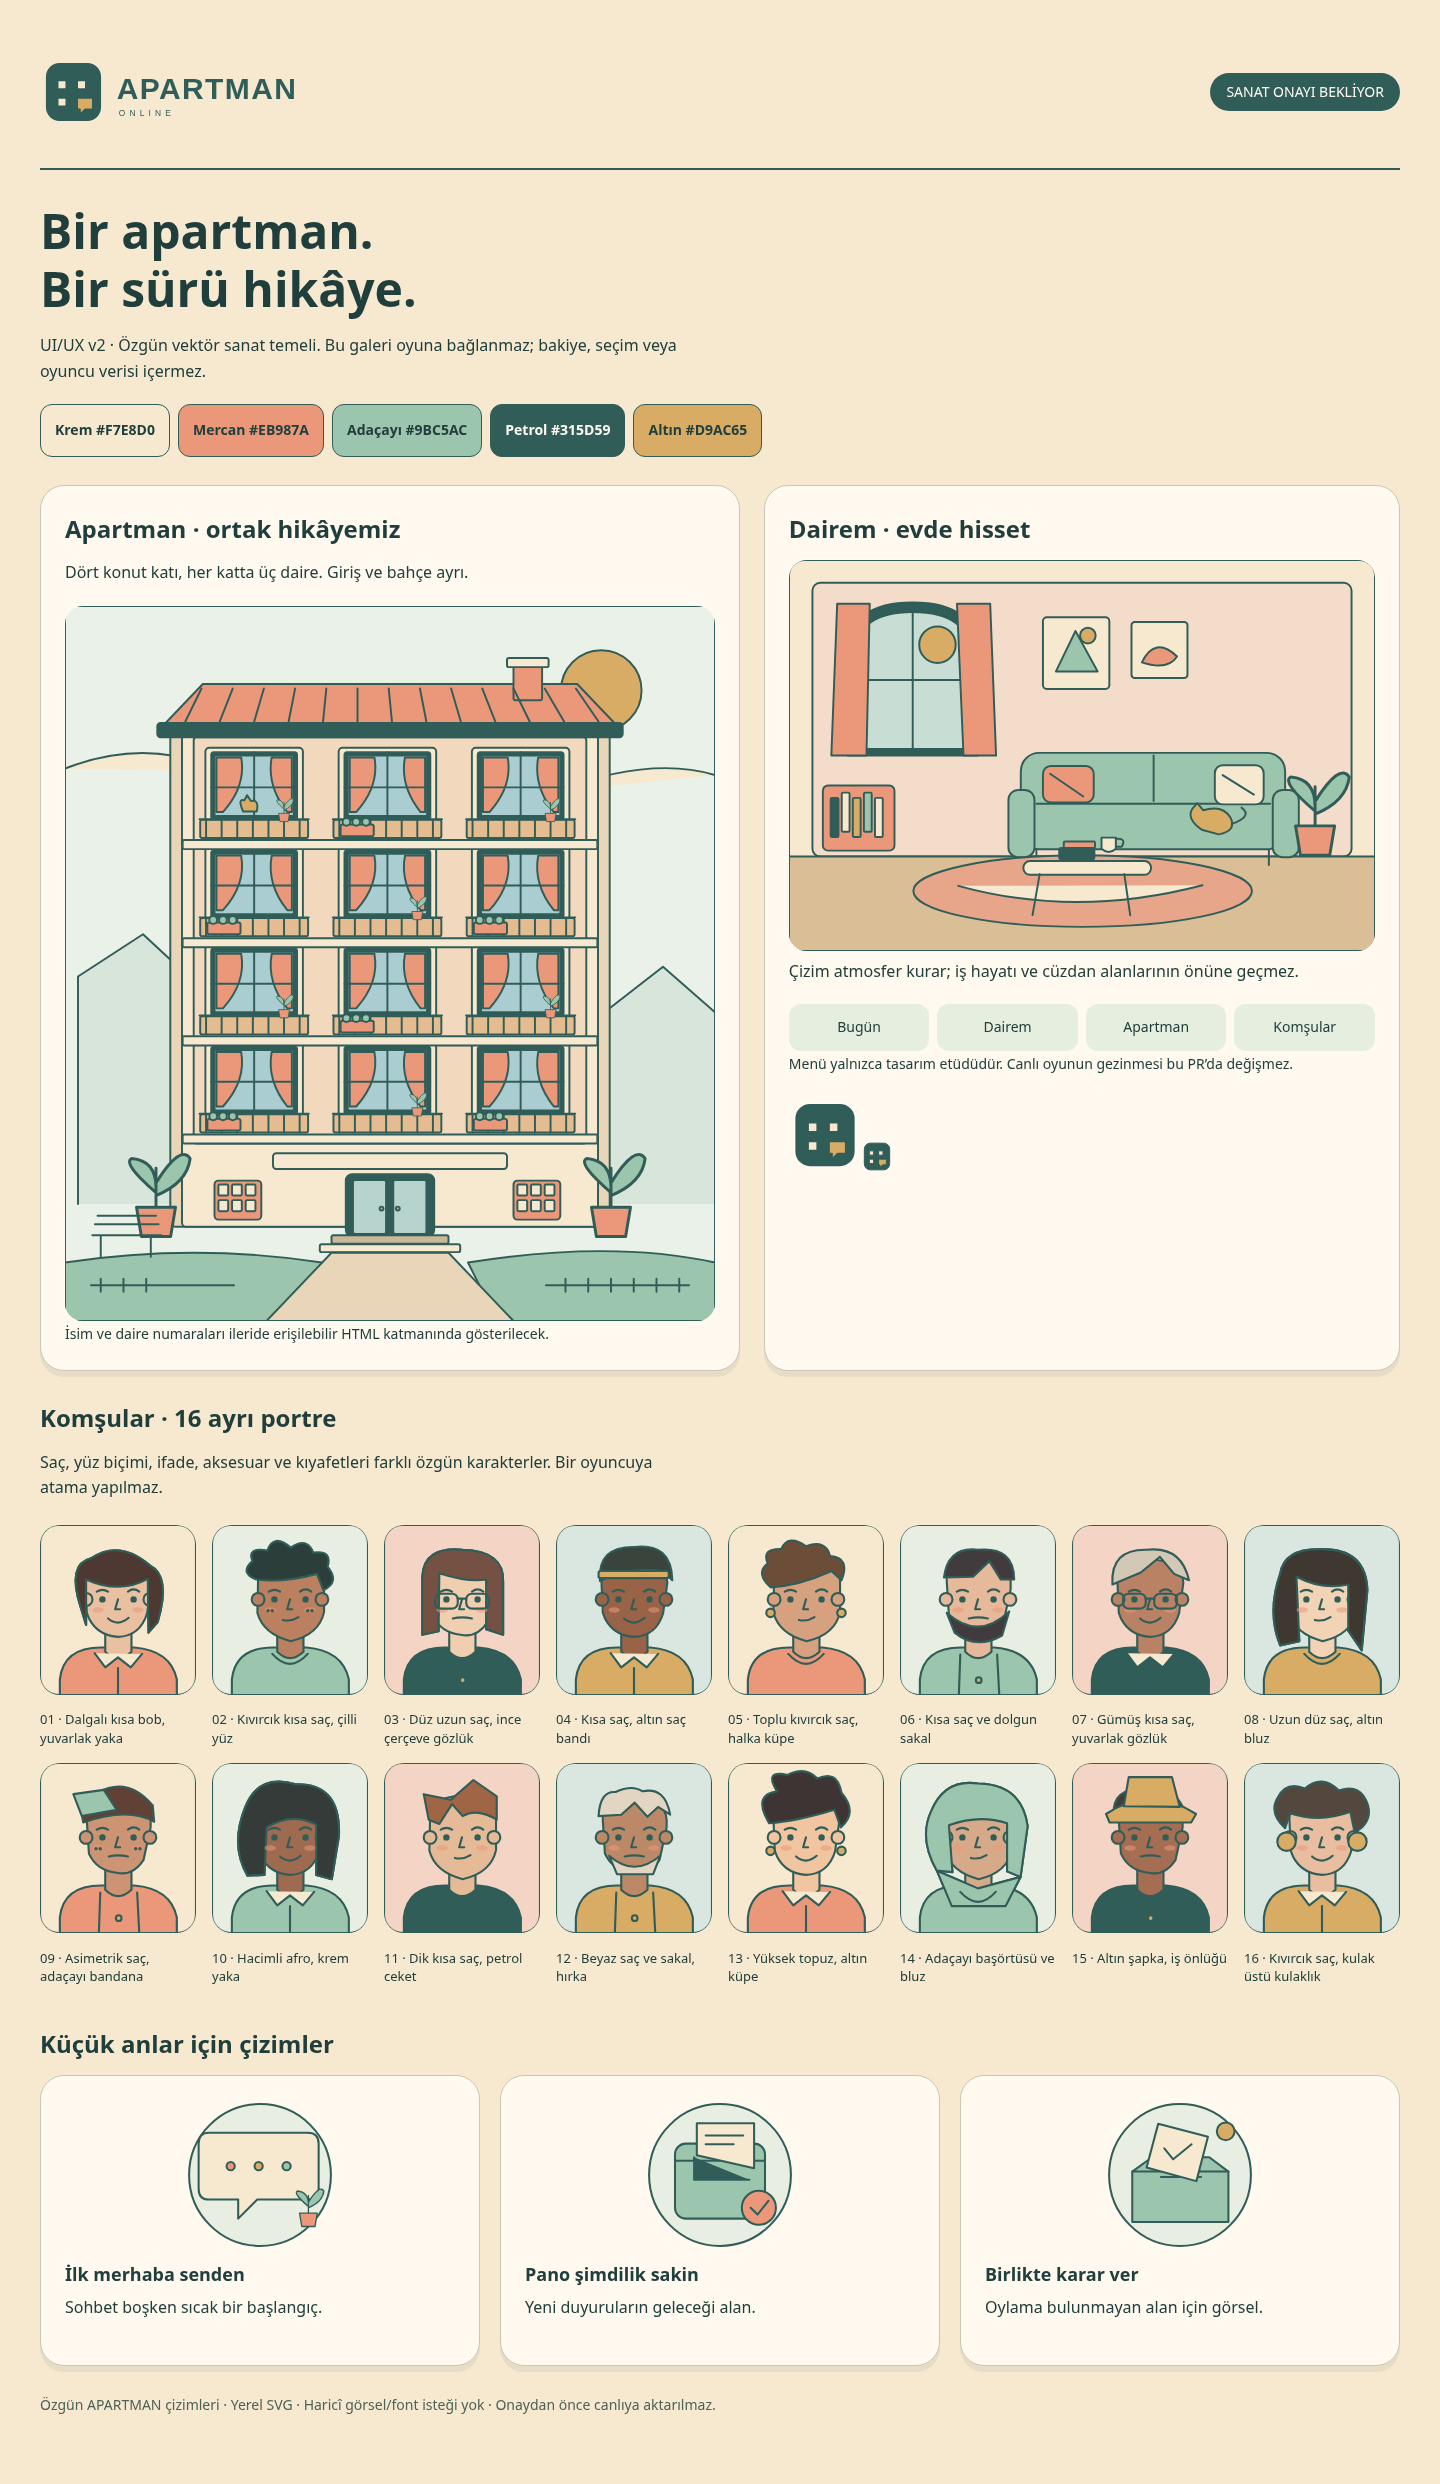 APARTMAN
ONLINE
SANAT ONAYI BEKLİYOR
Bir apartman.
Bir sürü hikâye.
UI/UX v2 · Özgün vektör sanat temeli. Bu galeri oyuna bağlanmaz; bakiye, seçim veya
oyuncu verisi içermez.
Krem #F7E8D0
Mercan #EB987A
Adaçayı #9BC5AC
Petrol #315D59
Altın #D9AC65
Apartman · ortak hikâyemiz
Dört konut katı, her katta üç daire. Giriş ve bahçe ayrı.
İsim ve daire numaraları ileride erişilebilir HTML katmanında gösterilecek.
Dairem · evde hisset
Çizim atmosfer kurar; iş hayatı ve cüzdan alanlarının önüne geçmez.
Bugün
Dairem
Apartman
Komşular
Menü yalnızca tasarım etüdüdür. Canlı oyunun gezinmesi bu PR'da değişmez.
Komşular · 16 ayrı portre
Saç, yüz biçimi, ifade, aksesuar ve kıyafetleri farklı özgün karakterler. Bir oyuncuya
atama yapılmaz.
01 · Dalgalı kısa bob,
yuvarlak yaka
02 · Kıvırcık kısa saç, çilli
yüz
03 · Düz uzun saç, ince
çerçeve gözlük
04 · Kısa saç, altın saç
bandı
05 · Toplu kıvırcık saç,
halka küpe
06 · Kısa saç ve dolgun
sakal
07 · Gümüş kısa saç,
yuvarlak gözlük
08 · Uzun düz saç, altın
bluz
09 · Asimetrik saç,
adaçayı bandana
10 · Hacimli afro, krem
yaka
11 · Dik kısa saç, petrol
ceket
12 · Beyaz saç ve sakal,
hırka
13 · Yüksek topuz, altın
küpe
14 · Adaçayı başörtüsü ve
bluz
15 · Altın şapka, iş önlüğü
16 · Kıvırcık saç, kulak
üstü kulaklık
Küçük anlar için çizimler
İlk merhaba senden
Sohbet boşken sıcak bir başlangıç.
Pano şimdilik sakin
Yeni duyuruların geleceği alan.
Birlikte karar ver
Oylama bulunmayan alan için görsel.
Özgün APARTMAN çizimleri · Yerel SVG · Haricî görsel/font isteği yok · Onaydan önce canlıya aktarılmaz.